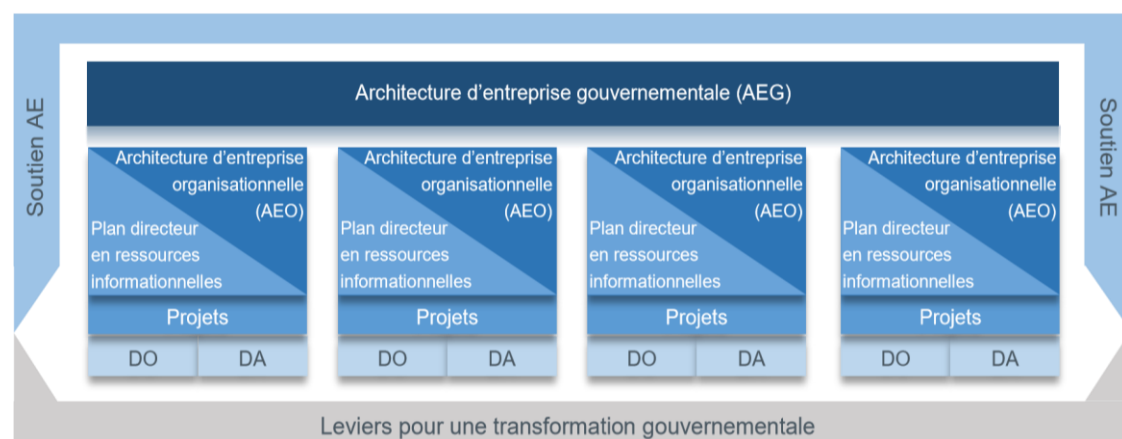 Architecture d'entreprise gouvernementale (AEG)
Soutien AE
Soutien AE
Architecture d'entreprise
organisationnelle
(AEO)
Plan directeur
en ressources
informationnelles
Projets
DO
DA
Architecture d'entreprise
organisationnelle
(AEO)
Plan directeur
en ressources
informationnelles
Projets
DO
DA
Architecture d'entreprise
organisationnelle
(AEO)
Plan directeur
en ressources
informationnelles
Projets
DO
DA
Architecture d'entreprise
organisationnelle
(AEO)
Plan directeur
en ressources
informationnelles
Projets
DO
DA
Leviers pour une transformation gouvernementale